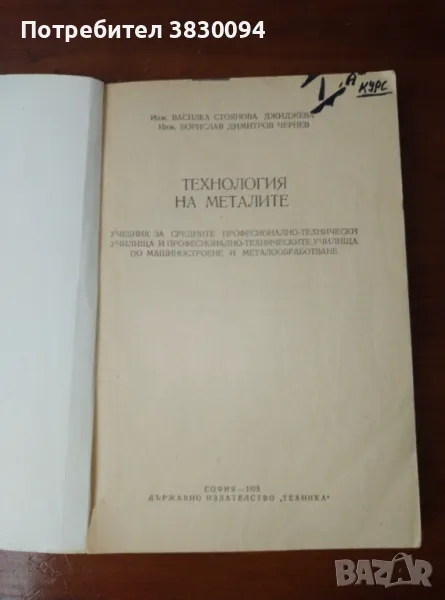 Потребител 3830094
I А
КУРС
Инж. ВАСИЛКА СТОЯНОВА ДЖИДЖЕВА
Инж. БОРИСЛАВ ДИМИТРОВ ЧЕРНЕВ
ТЕХНОЛОГИЯ
НА МЕТАЛИТЕ
УЧЕБНИК ЗА СРЕДНИТЕ ПРОФЕСИОНАЛНО-ТЕХНИЧЕСКИ
УЧИЛИЩА И ПРОФЕСИОНАЛНО-ТЕХНИЧЕСКИТЕ УЧИЛИЩА
ПО МАШИНОСТРОЕНЕ И МЕТАЛООБРАБОТВАНЕ
СОФИЯ —
ДЪРЖАВНО ИЗДАТЕЛСТВО „ТЕХНИКА"
BAZAR